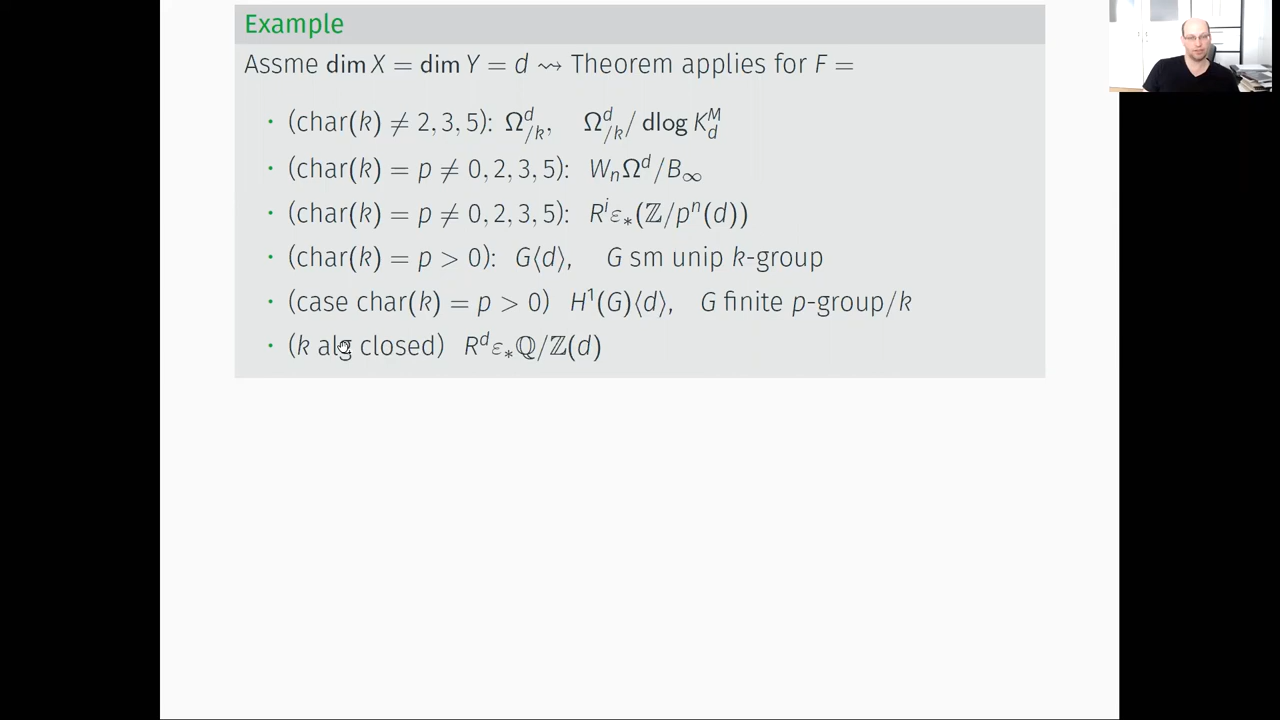 Example
Assme dim X = dim Y = d ⇝ Theorem applies for F =
· (char(k) ≠ 2, 3, 5): Ω^d_{/k}, Ω^d_{/k}/ dlog K^M_d
· (char(k) = p ≠ 0, 2, 3, 5): W_nΩ^d/B_∞
· (char(k) = p ≠ 0, 2, 3, 5): R^iε_*(ℤ/p^n(d))
· (char(k) = p > 0): G⟨d⟩, G sm unip k-group
· (case char(k) = p > 0) H^1(G)⟨d⟩, G finite p-group/k
· (k alg closed) R^dε_*ℚ/ℤ(d)